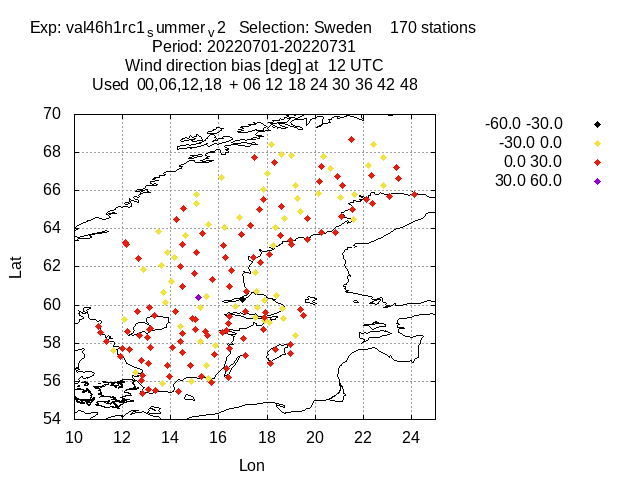 Exp: val46h1rc1ₛummerᵥ2   Selection: Sweden    170 stations
Period: 20220701-20220731
Wind direction bias [deg] at  12 UTC
Used  00,06,12,18  + 06 12 18 24 30 36 42 48
-60.0 -30.0
-30.0 0.0
0.0 30.0
30.0 60.0
Lat
70
68
66
64
62
60
58
56
54
10 12 14 16 18 20 22 24
Lon